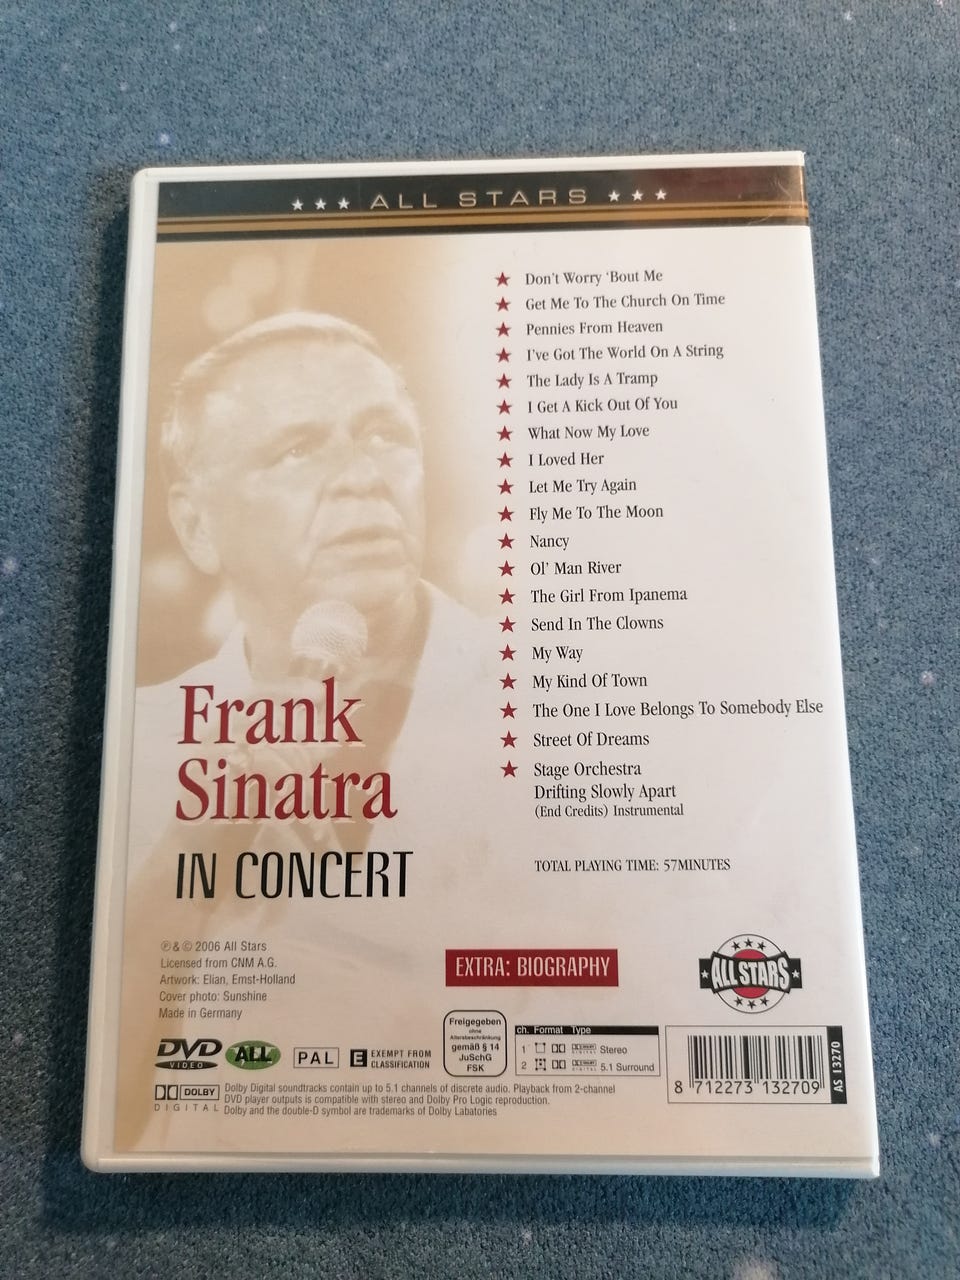 ★ ★ ★ ALL STARS ★ ★ ★
★ Don't Worry 'Bout Me
★ Get Me To The Church On Time
★ Pennies From Heaven
★ I've Got The World On A String
★ The Lady Is A Tramp
★ I Get A Kick Out Of You
★ What Now My Love
★ I Loved Her
★ Let Me Try Again
★ Fly Me To The Moon
★ Nancy
★ Ol' Man River
★ The Girl From Ipanema
★ Send In The Clowns
★ My Way
★ My Kind Of Town
★ The One I Love Belongs To Somebody Else
★ Street Of Dreams
★ Stage Orchestra
Drifting Slowly Apart
(End Credits) Instrumental
TOTAL PLAYING TIME: 57MINUTES
Frank
Sinatra
IN CONCERT
℗ & © 2006 All Stars
Licensed from CNM A.G.
Artwork: Elian, Emst-Holland
Cover photo: Sunshine
Made in Germany
EXTRA: BIOGRAPHY
ALL STARS
DVD
VIDEO
ALL
PAL
E EXEMPT FROM
CLASSIFICATION
Freigegeben
ohne
Altersbeschränkung
gemäß § 14
JuSchG
FSK
ch. Format Type
1 Stereo
2 5.1 Surround
8 712273 132709
AS 13270
DOLBY
DIGITAL
Dolby Digital soundtracks contain up to 5.1 channels of discrete audio. Playback from 2-channel
DVD player outputs is compatible with stereo and Dolby Pro Logic reproduction.
Dolby and the double-D symbol are trademarks of Dolby Labatories